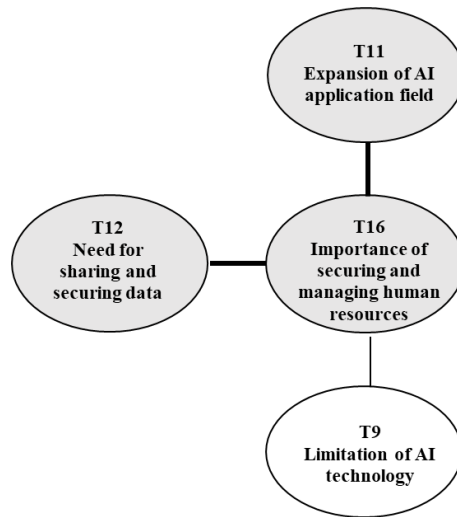 T11
Expansion of AI
application field
T12
Need for
sharing and
securing data
T16
Importance of
securing and
managing human
resources
T9
Limitation of AI
technology